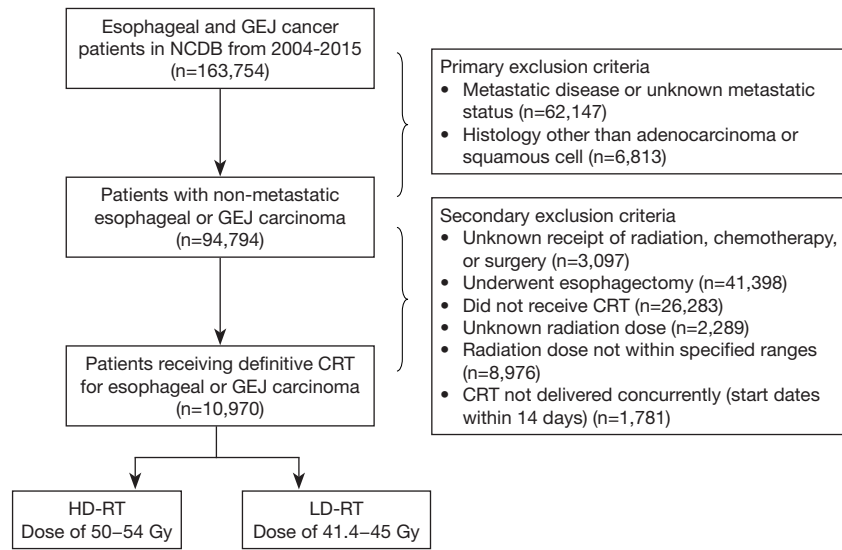 Esophageal and GEJ cancer
patients in NCDB from 2004-2015
(n=163,754)
Primary exclusion criteria
• Metastatic disease or unknown metastatic
status (n=62,147)
• Histology other than adenocarcinoma or
squamous cell (n=6,813)
Patients with non-metastatic
esophageal or GEJ carcinoma
(n=94,794)
Secondary exclusion criteria
• Unknown receipt of radiation, chemotherapy,
or surgery (n=3,097)
• Underwent esophagectomy (n=41,398)
• Did not receive CRT (n=26,283)
• Unknown radiation dose (n=2,289)
• Radiation dose not within specified ranges
(n=8,976)
• CRT not delivered concurrently (start dates
within 14 days) (n=1,781)
Patients receiving definitive CRT
for esophageal or GEJ carcinoma
(n=10,970)
HD-RT
Dose of 50–54 Gy
LD-RT
Dose of 41.4–45 Gy